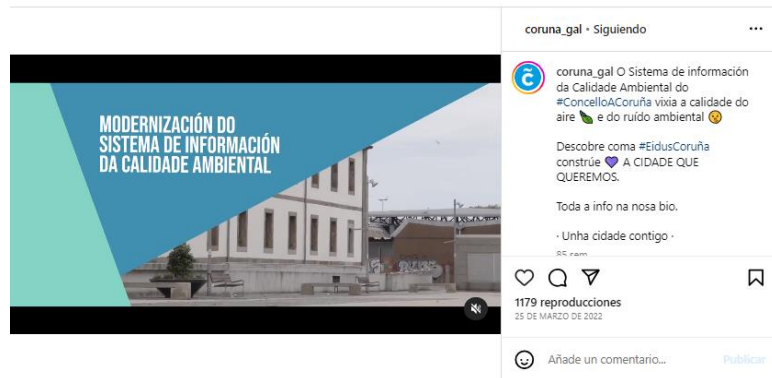 coruna_gal • Siguiendo
MODERNIZACIÓN DO
SISTEMA DE INFORMACIÓN
DA CALIDADE AMBIENTAL
coruna_gal O Sistema de información
da Calidade Ambiental do
#ConcelloACoruña vixia a calidade do
aire 🍃 e do ruído ambiental 😮
Descobre coma #EidusCoruña
constrúe 💜 A CIDADE QUE
QUEREMOS.
Toda a info na nosa bio.
· Unha cidade contigo ·
85 sem
1179 reproducciones
25 DE MARZO DE 2022
Añade un comentario...
Publicar